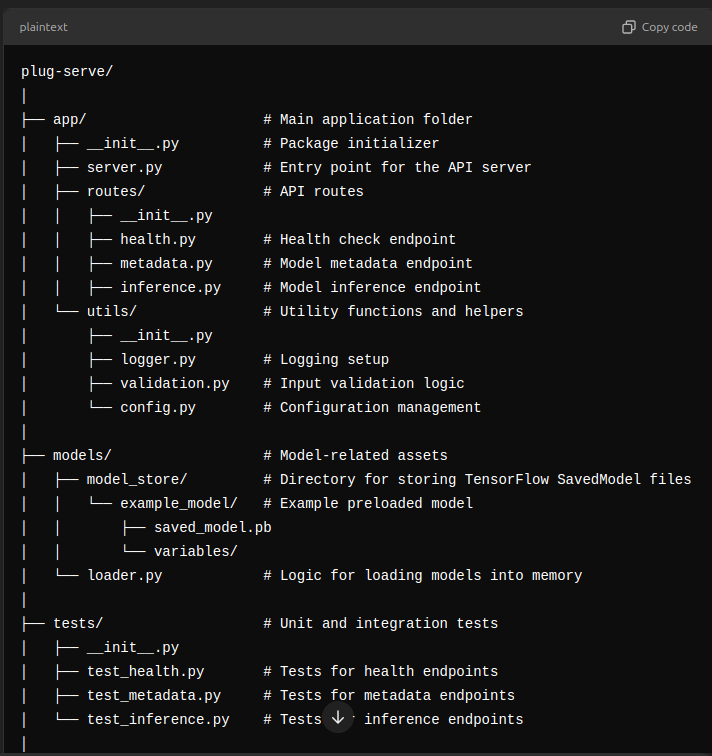 plaintext Copy code
plug-serve/
│
├── app/                     # Main application folder
│   ├── __init__.py          # Package initializer
│   ├── server.py            # Entry point for the API server
│   ├── routes/              # API routes
│   │   ├── __init__.py
│   │   ├── health.py        # Health check endpoint
│   │   ├── metadata.py      # Model metadata endpoint
│   │   ├── inference.py     # Model inference endpoint
│   └── utils/               # Utility functions and helpers
│       ├── __init__.py
│       ├── logger.py        # Logging setup
│       ├── validation.py    # Input validation logic
│       └── config.py        # Configuration management
│
├── models/                  # Model-related assets
│   ├── model_store/         # Directory for storing TensorFlow SavedModel files
│   │   └── example_model/   # Example preloaded model
│   │       ├── saved_model.pb
│   │       └── variables/
│   └── loader.py            # Logic for loading models into memory
│
├── tests/                   # Unit and integration tests
│   ├── __init__.py
│   ├── test_health.py       # Tests for health endpoints
│   ├── test_metadata.py     # Tests for metadata endpoints
│   └── test_inference.py    # Tests inference endpoints
│